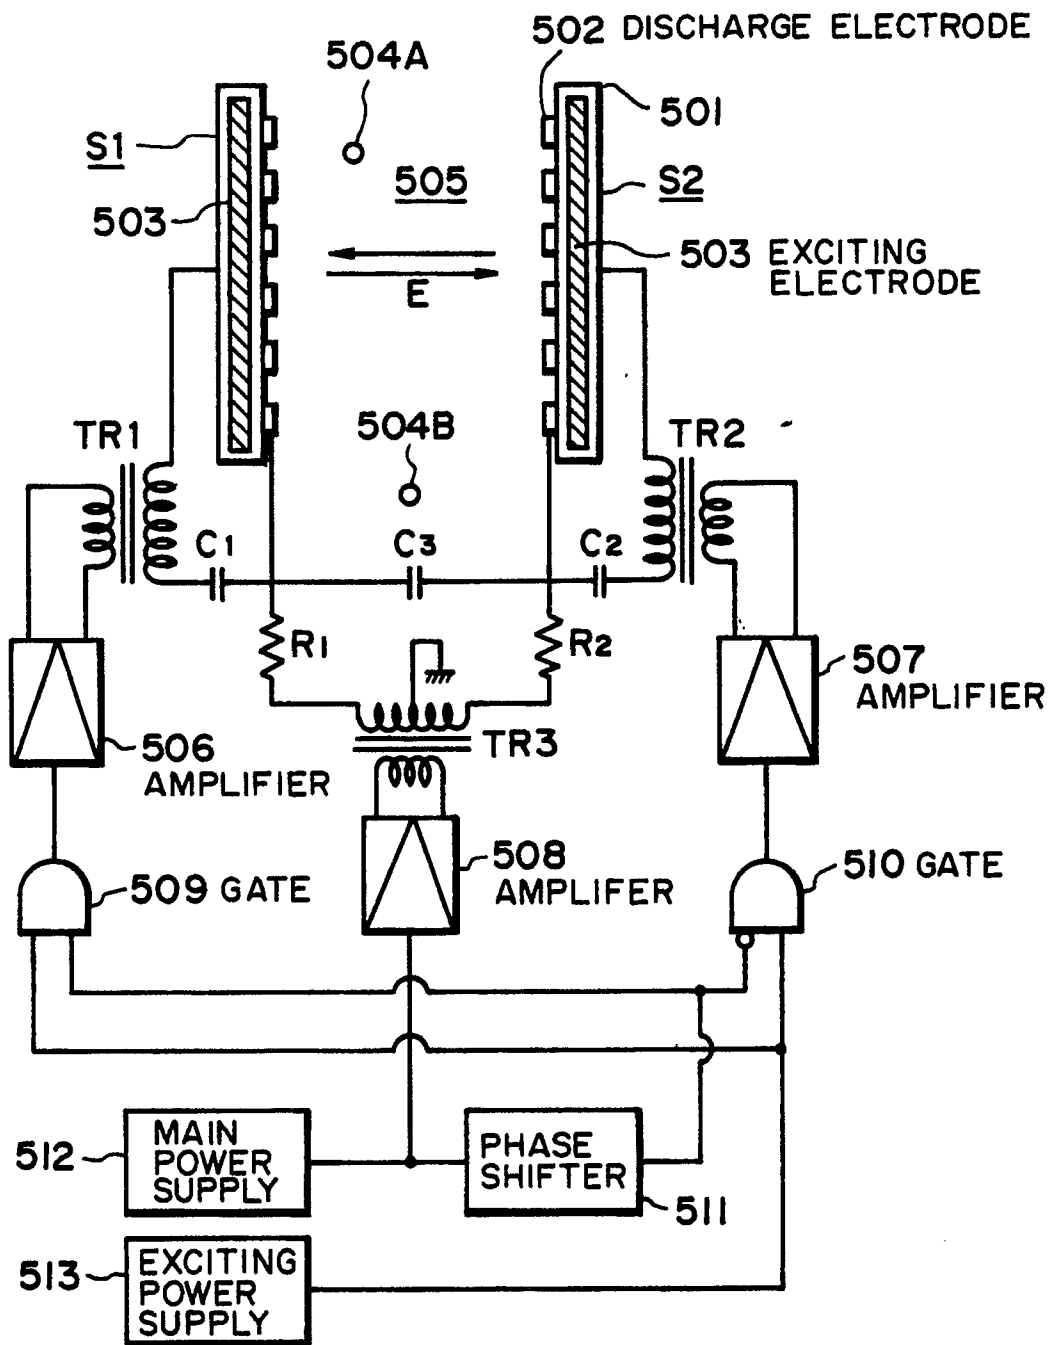 502 DISCHARGE ELECTRODE
504A
501
S1
505
S2
503
503 EXCITING
ELECTRODE
E
TR1
504B
TR2
C1
C3
C2
R1
R2
507
AMPLIFIER
506
AMPLIFIER
TR3
508
AMPLIFER
509 GATE
510 GATE
512
MAIN
POWER
SUPPLY
PHASE
SHIFTER
511
513
EXCITING
POWER
SUPPLY